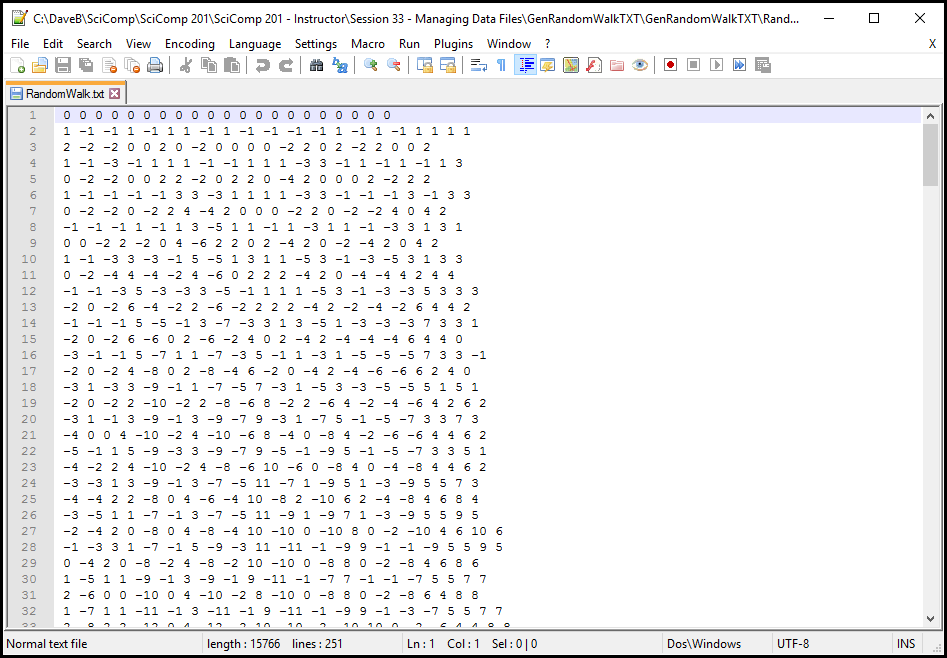 C:\DaveB\SciComp\SciComp 201\SciComp 201 - Instructor\Session 33 - Managing Data Files\GenRandomWalkTXT\GenRandomWalkTXT\Rand...
File Edit Search View Encoding Language Settings Macro Run Plugins Window ? X
RandomWalk.txt
1 0 0 0 0 0 0 0 0 0 0 0 0 0 0 0 0 0 0 0 0 0
2 1 -1 -1 1 -1 1 1 -1 1 -1 -1 -1 -1 1 -1 1 -1 1 1 1 1
3 2 -2 -2 0 0 2 0 -2 0 0 0 0 -2 2 0 2 -2 2 0 0 2
4 1 -1 -3 -1 1 1 1 -1 -1 1 1 1 -3 3 -1 1 -1 1 -1 1 3
5 0 -2 -2 0 0 2 2 -2 0 2 2 0 -4 2 0 0 0 2 -2 2 2
6 1 -1 -1 -1 -1 3 3 -3 1 1 1 1 -3 3 -1 -1 -1 3 -1 3 3
7 0 -2 -2 0 -2 2 4 -4 2 0 0 0 -2 2 0 -2 -2 4 0 4 2
8 -1 -1 -1 1 -1 1 3 -5 1 1 -1 1 -3 1 1 -1 -3 3 1 3 1
9 0 0 -2 2 -2 0 4 -6 2 2 0 2 -4 2 0 -2 -4 2 0 4 2
10 1 -1 -3 3 -3 -1 5 -5 1 3 1 1 -5 3 -1 -3 -5 3 1 3 3
11 0 -2 -4 4 -4 -2 4 -6 0 2 2 2 -4 2 0 -4 -4 4 2 4 4
12 -1 -1 -3 5 -3 -3 3 -5 -1 1 1 1 -5 3 -1 -3 -3 5 3 3 3
13 -2 0 -2 6 -4 -2 2 -6 -2 2 2 2 -4 2 -2 -4 -2 6 4 4 2
14 -1 -1 -1 5 -5 -1 3 -7 -3 3 1 3 -5 1 -3 -3 -3 7 3 3 1
15 -2 0 -2 6 -6 0 2 -6 -2 4 0 2 -4 2 -4 -4 -4 6 4 4 0
16 -3 -1 -1 5 -7 1 1 -7 -3 5 -1 1 -3 1 -5 -5 -5 7 3 3 -1
17 -2 0 -2 4 -8 0 2 -8 -4 6 -2 0 -4 2 -4 -6 -6 6 2 4 0
18 -3 1 -3 3 -9 -1 1 -7 -5 7 -3 1 -5 3 -3 -5 -5 5 1 5 1
19 -2 0 -2 2 -10 -2 2 -8 -6 8 -2 2 -6 4 -2 -4 -6 4 2 6 2
20 -3 1 -1 3 -9 -1 3 -9 -7 9 -3 1 -7 5 -1 -5 -7 3 3 7 3
21 -4 0 0 4 -10 -2 4 -10 -6 8 -4 0 -8 4 -2 -6 -6 4 4 6 2
22 -5 -1 1 5 -9 -3 3 -9 -7 9 -5 -1 -9 5 -1 -5 -7 3 3 5 1
23 -4 -2 2 4 -10 -2 4 -8 -6 10 -6 0 -8 4 0 -4 -8 4 4 6 2
24 -3 -3 1 3 -9 -1 3 -7 -5 11 -7 1 -9 5 1 -3 -9 5 5 7 3
25 -4 -4 2 2 -8 0 4 -6 -4 10 -8 2 -10 6 2 -4 -8 4 6 8 4
26 -3 -5 1 1 -7 -1 3 -7 -5 11 -9 1 -9 7 1 -3 -9 5 5 9 5
27 -2 -4 2 0 -8 0 4 -8 -4 10 -10 0 -10 8 0 -2 -10 4 6 10 6
28 -1 -3 3 1 -7 -1 5 -9 -3 11 -11 -1 -9 9 -1 -1 -9 5 5 9 5
29 0 -4 2 0 -8 -2 4 -8 -2 10 -10 0 -8 8 0 -2 -8 4 6 8 6
30 1 -5 1 1 -9 -1 3 -9 -1 9 -11 -1 -7 7 -1 -1 -7 5 5 7 7
31 2 -6 0 0 -10 0 4 -10 -2 8 -10 0 -8 8 0 -2 -8 6 4 8 8
32 1 -7 1 1 -11 -1 3 -11 -1 9 -11 -1 -9 9 -1 -3 -7 5 5 7 7
Normal text file length : 15766 lines : 251 Ln : 1 Col : 1 Sel : 0 | 0 Dos\Windows UTF-8 INS